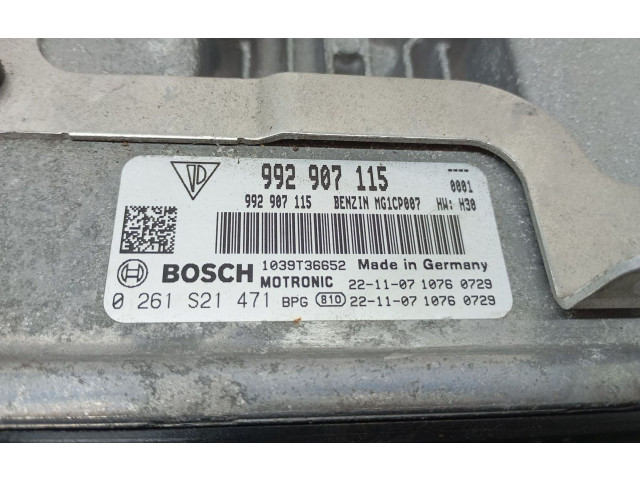 992 907 115
0001
992 907 115 BENZIN MG1CP007 HW: H30
BOSCH
1039T36652 Made in Germany
MOTRONIC 22-11-07 1076 0729
0 261 S21 471 BPG 810 22-11-07 1076 0729